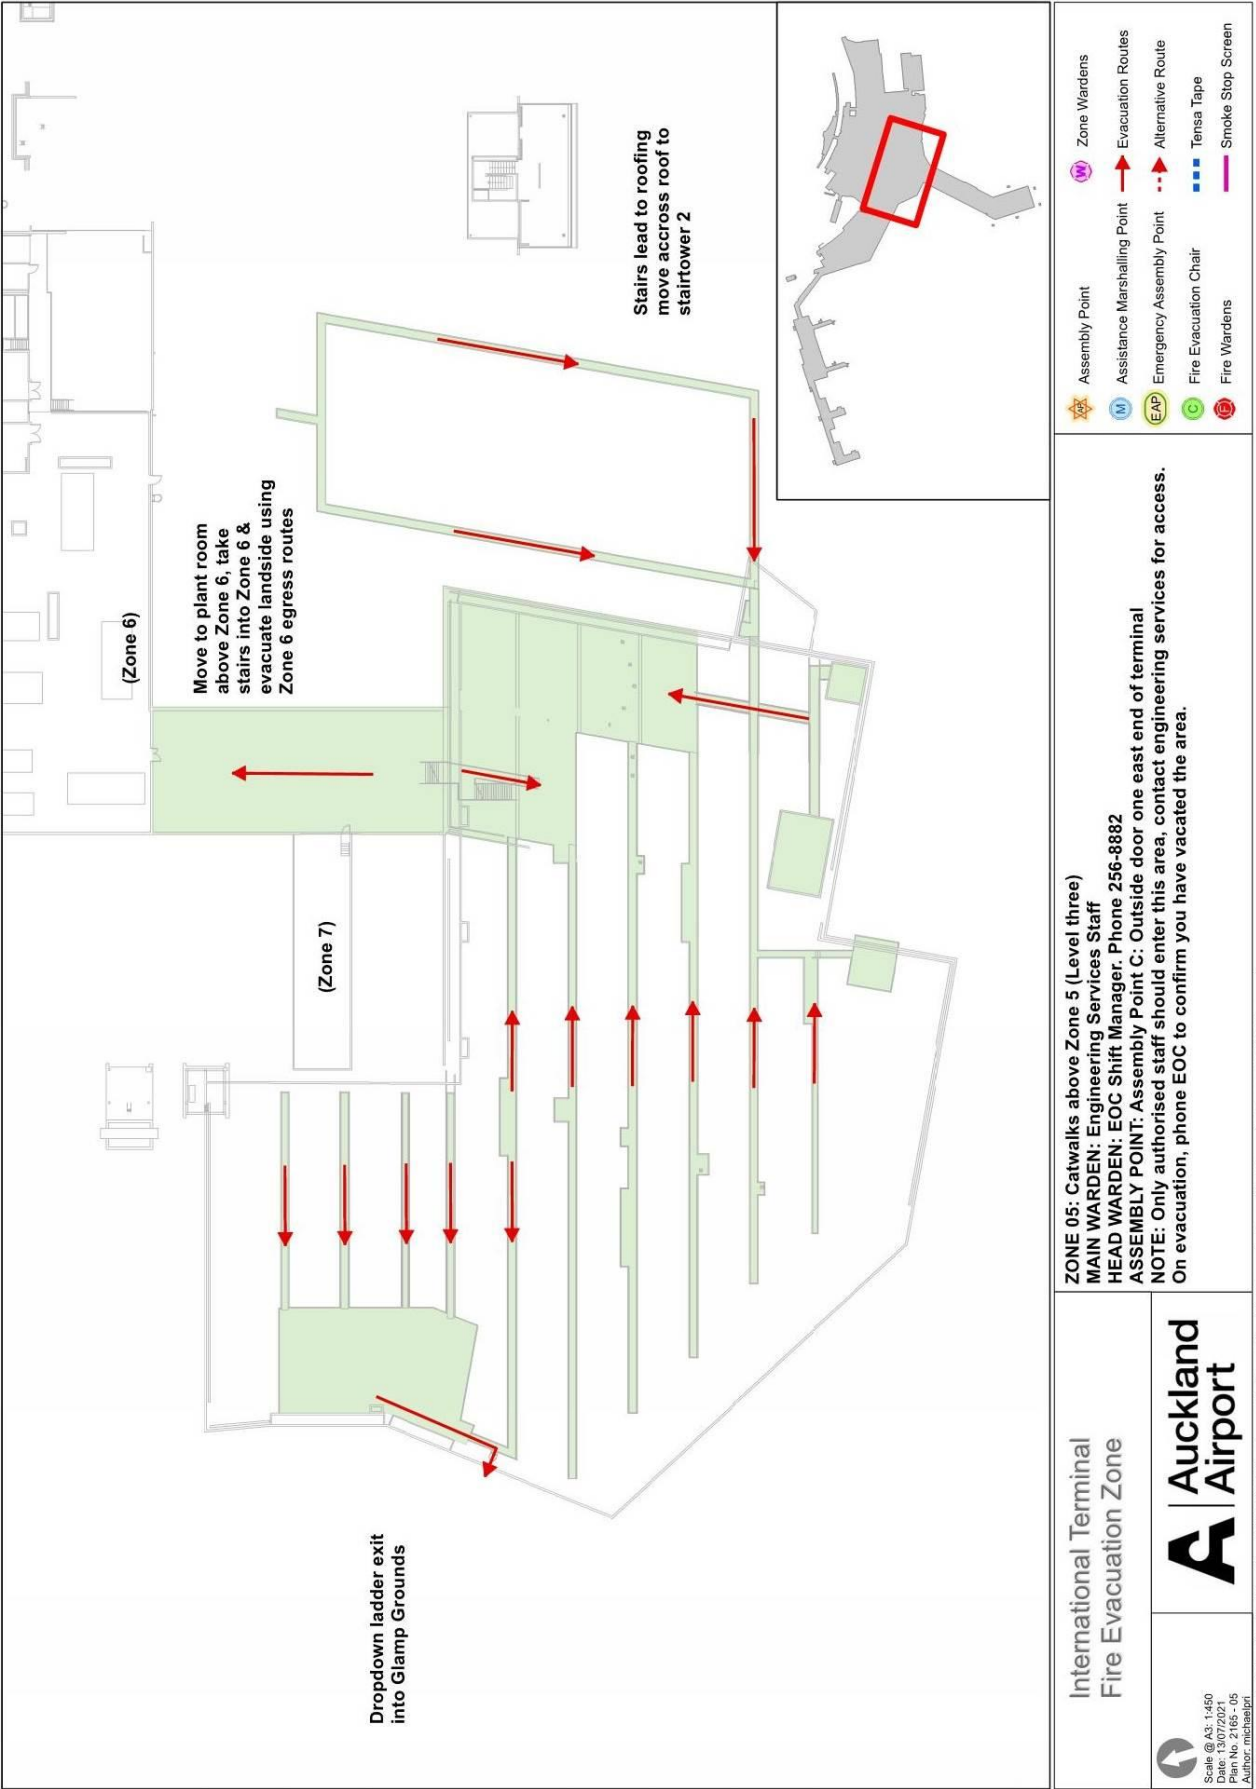 (Zone 6)
Move to plant room
above Zone 6, take
stairs into Zone 6 &
evacuate landside using
Zone 6 egress routes
Stairs lead to roofing
move accross roof to
stairtower 2
(Zone 7)
Dropdown ladder exit
into Glamp Grounds
International Terminal
Fire Evacuation Zone
Scale @ A3: 1:450
Date: 13/07/2021
Plan No. 2165 - 05
Author: michaelpri
A | Auckland
Airport
ZONE 05: Catwalks above Zone 5 (Level three)
MAIN WARDEN: Engineering Services Staff
HEAD WARDEN: EOC Shift Manager. Phone 256-8882
ASSEMBLY POINT: Assembly Point C: Outside door one east end of terminal
NOTE: Only authorised staff should enter this area, contact engineering services for access.
On evacuation, phone EOC to confirm you have vacated the area.
AP Assembly Point
M Assistance Marshalling Point
EAP Emergency Assembly Point
C Fire Evacuation Chair
F Fire Wardens
W Zone Wardens
Evacuation Routes
Alternative Route
Tensa Tape
Smoke Stop Screen